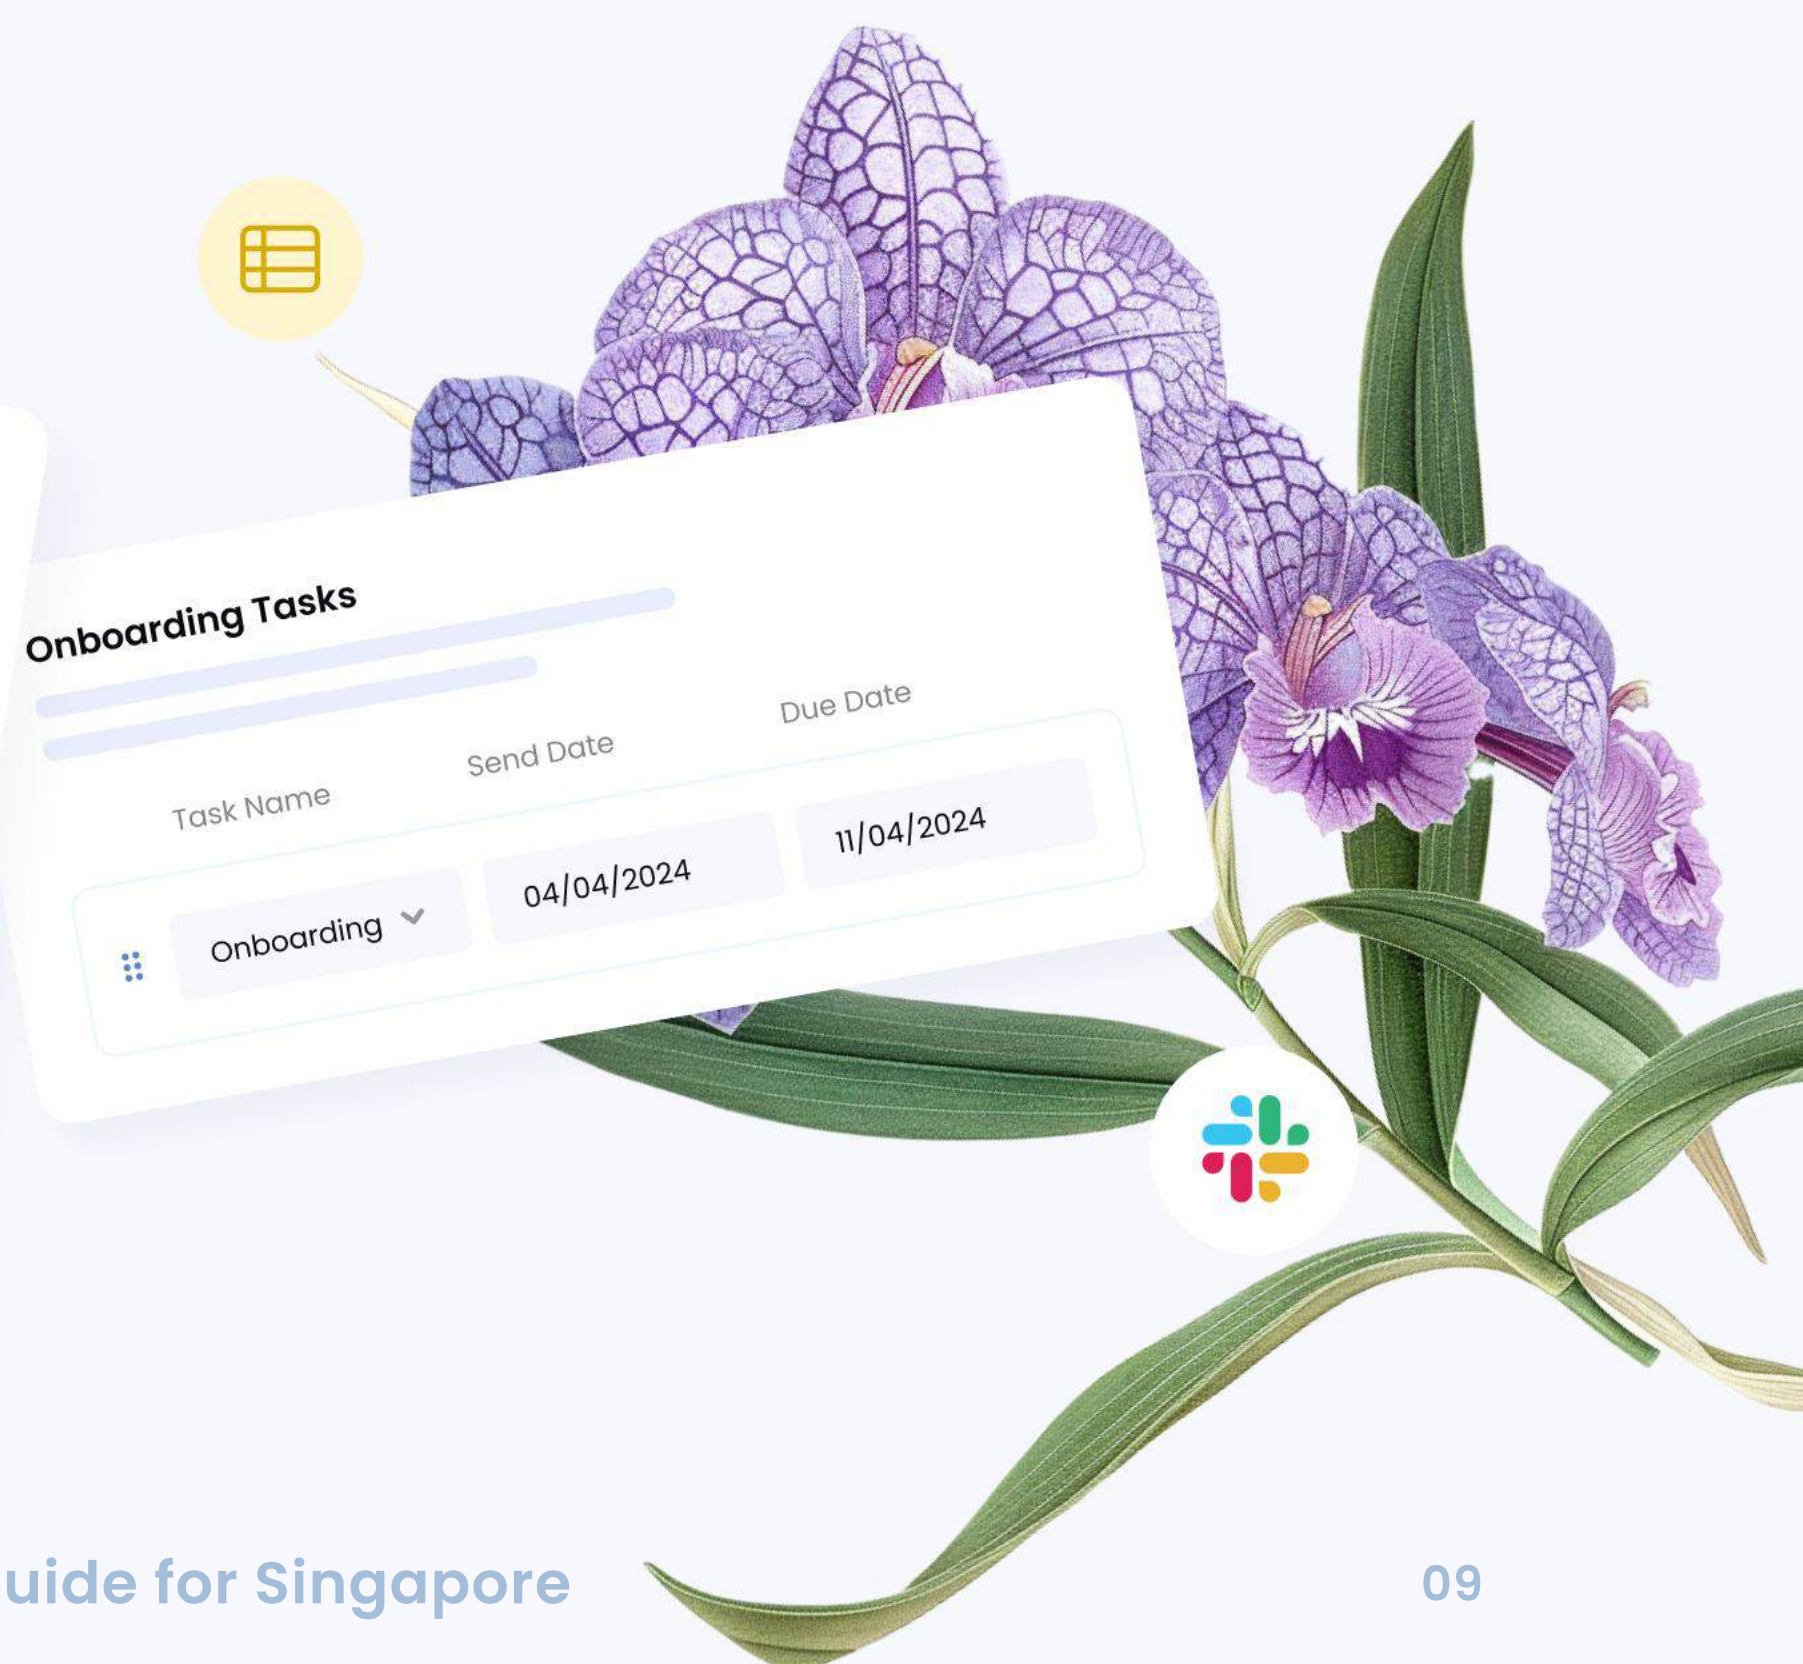 Onboarding Tasks
Task Name Send Date Due Date
Onboarding 04/04/2024 11/04/2024
uide for Singapore 09